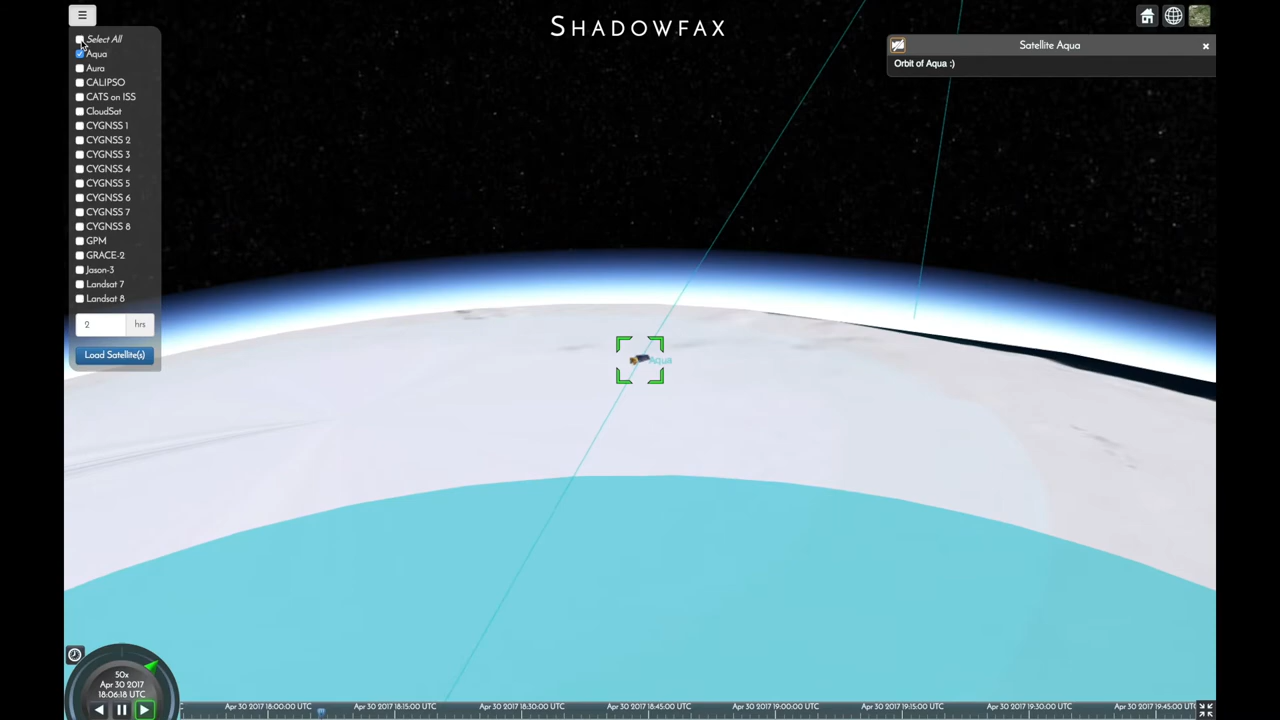 SHADOWFAX
Select All
Aqua
Aura
CALIPSO
CATS on ISS
CloudSat
CYGNSS 1
CYGNSS 2
CYGNSS 3
CYGNSS 4
CYGNSS 5
CYGNSS 6
CYGNSS 7
CYGNSS 8
GPM
GRACE-2
Jason-3
Landsat 7
Landsat 8
2 hrs
Load Satellite(s)
Satellite Aqua
Orbit of Aqua :)
Aqua
50x
Apr 30 2017
18:06:18 UTC
C Apr 30 2017 18:00:00 UTC Apr 30 2017 18:15:00 UTC Apr 30 2017 18:30:00 UTC Apr 30 2017 18:45:00 UTC Apr 30 2017 19:00:00 UTC Apr 30 2017 19:15:00 UTC Apr 30 2017 19:30:00 UTC Apr 30 2017 19:45:00 UTC